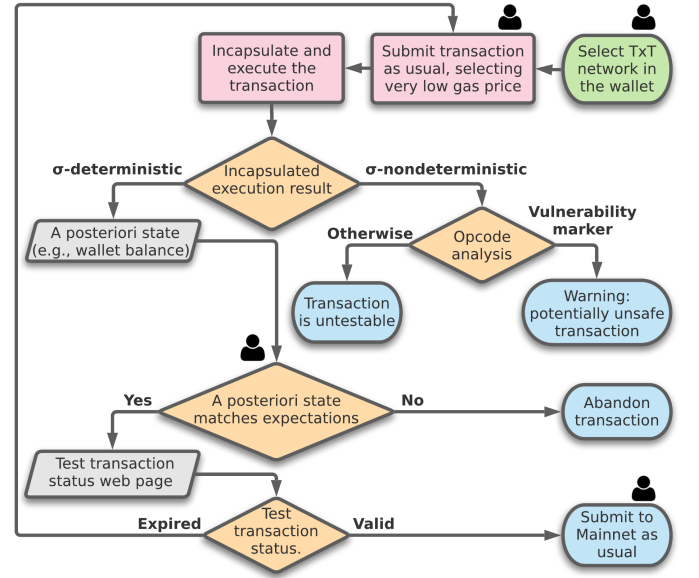 Incapsulate and
execute the
transaction
Submit transaction
as usual, selecting
very low gas price
Select TxT
network in
the wallet
σ-deterministic
Incapsulated
execution result
σ-nondeterministic
A posteriori state
(e.g., wallet balance)
Otherwise
Opcode
analysis
Vulnerability
marker
Transaction
is untestable
Warning:
potentially unsafe
transaction
Yes
A posteriori state
matches expectations
No
Abandon
transaction
Test transaction
status web page
Expired
Test
transaction
status.
Valid
Submit to
Mainnet as
usual